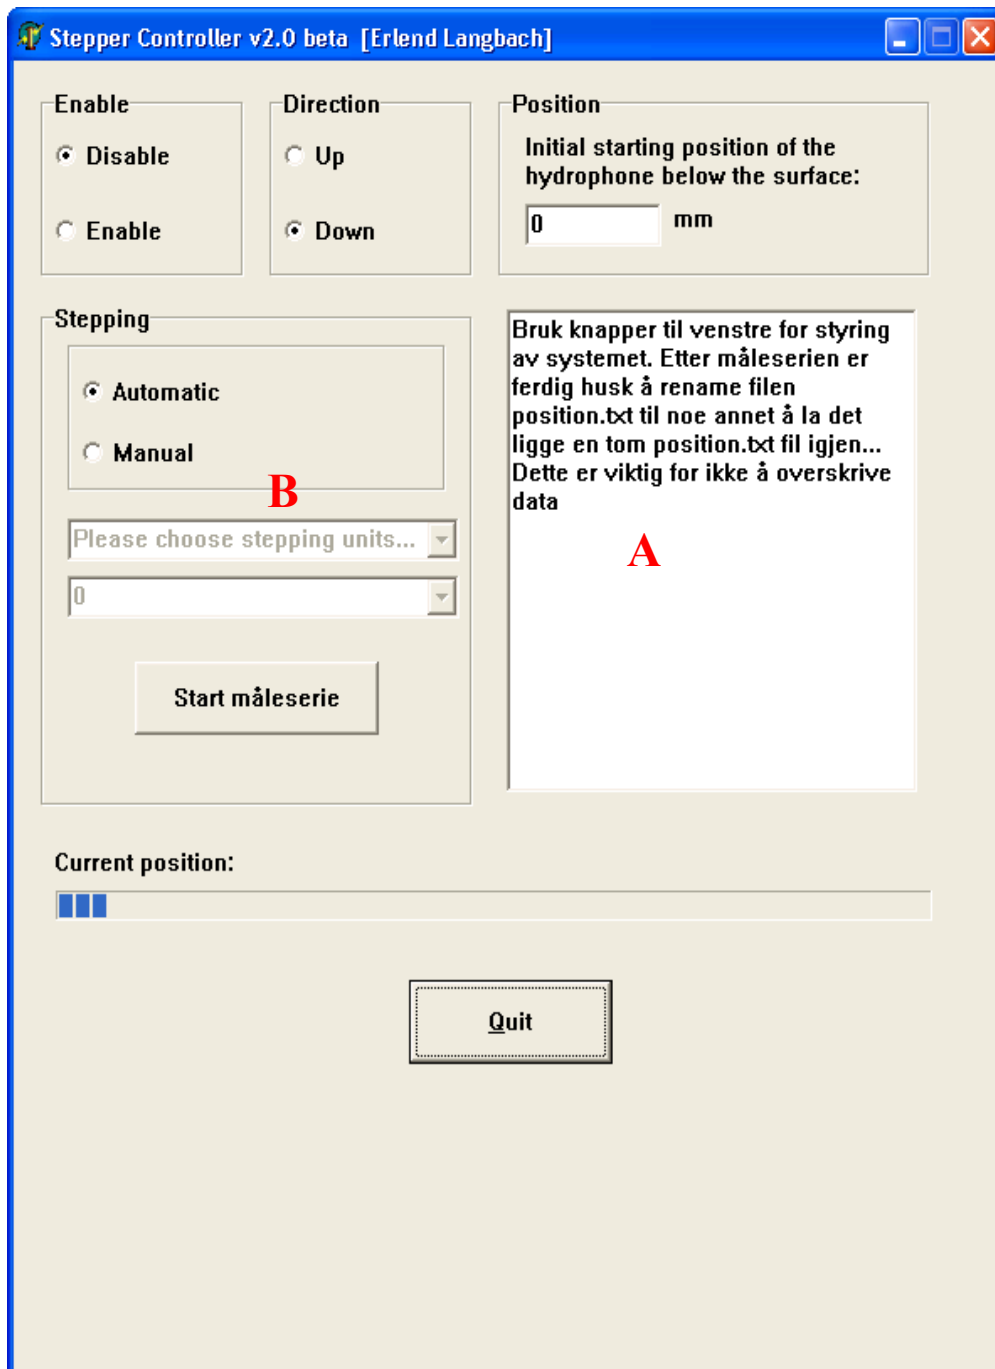 Stepper Controller v2.0 beta [Erlend Langbach]
Enable
Disable
Enable
Direction
Up
Down
Position
Initial starting position of the
hydrophone below the surface:
0 mm
Stepping
Automatic
Manual
B
Please choose stepping units...
0
Start måleserie
Bruk knapper til venstre for styring
av systemet. Etter måleserien er
ferdig husk å rename filen
position.txt til noe annet å la det
ligge en tom position.txt fil igjen...
Dette er viktig for ikke å overskrive
data
A
Current position:
Quit